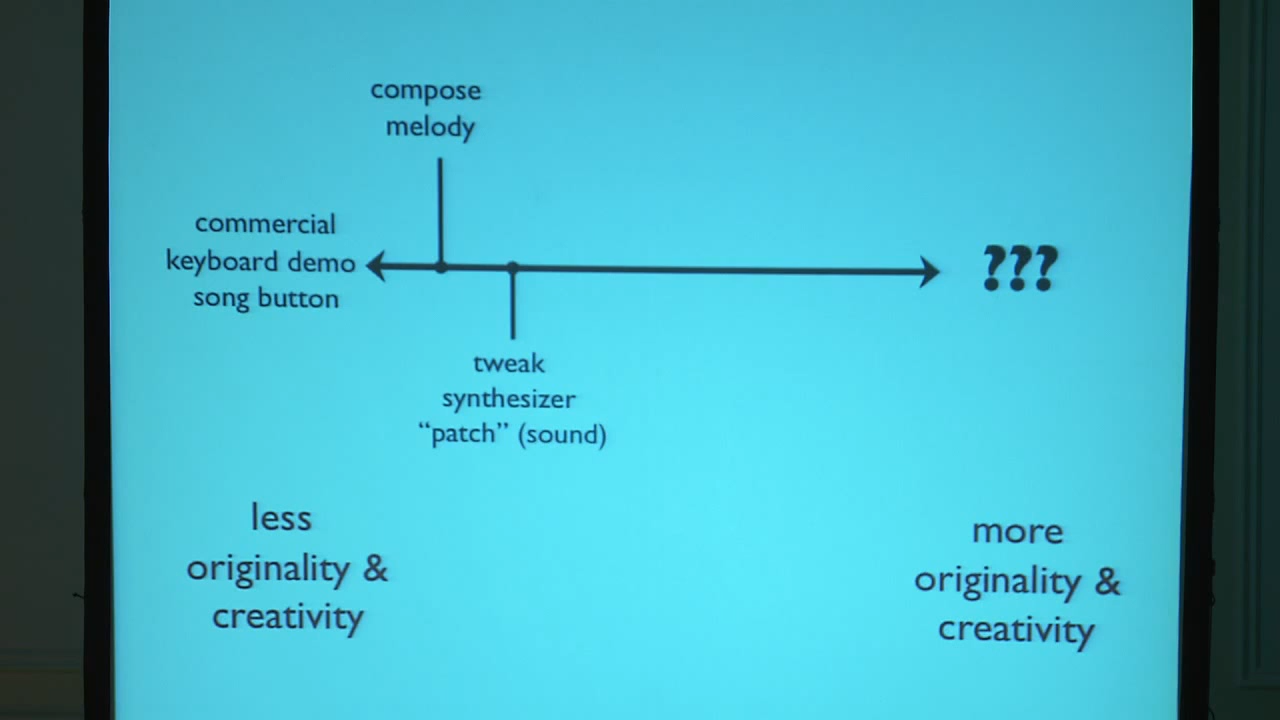 compose
melody
commercial
keyboard demo
song button
???
tweak
synthesizer
“patch” (sound)
less
originality &
creativity
more
originality &
creativity